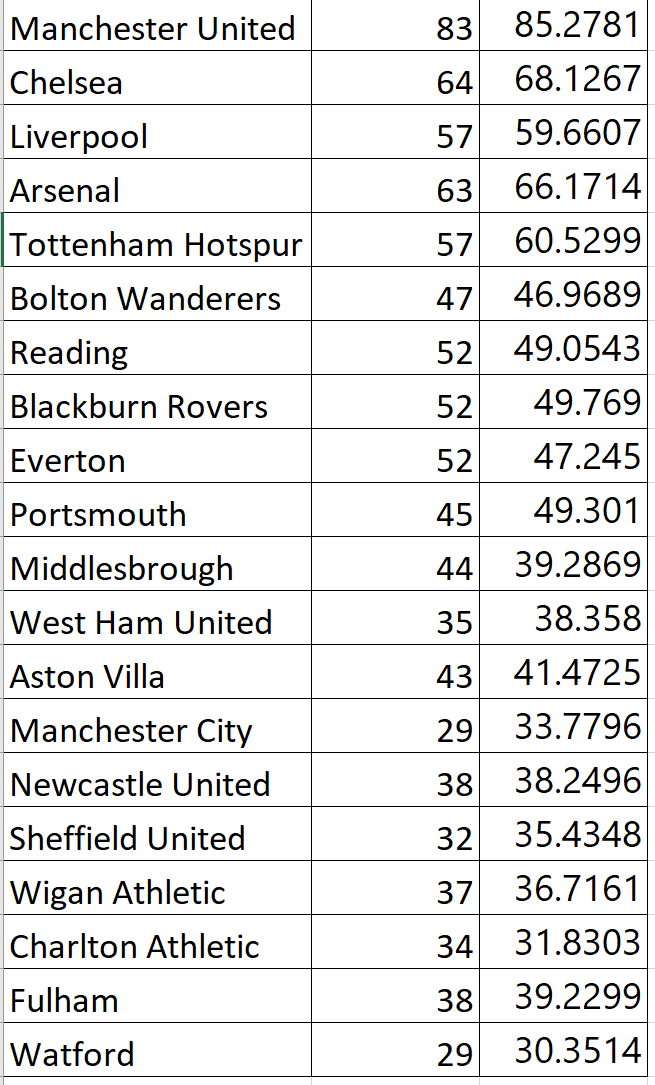 Manchester United 83 85.2781
Chelsea 64 68.1267
Liverpool 57 59.6607
Arsenal 63 66.1714
Tottenham Hotspur 57 60.5299
Bolton Wanderers 47 46.9689
Reading 52 49.0543
Blackburn Rovers 52 49.769
Everton 52 47.245
Portsmouth 45 49.301
Middlesbrough 44 39.2869
West Ham United 35 38.358
Aston Villa 43 41.4725
Manchester City 29 33.7796
Newcastle United 38 38.2496
Sheffield United 32 35.4348
Wigan Athletic 37 36.7161
Charlton Athletic 34 31.8303
Fulham 38 39.2299
Watford 29 30.3514